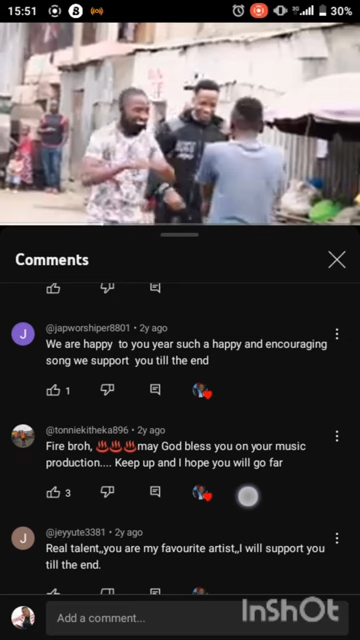 15:51
3G
30%
Comments
@japworshiper8801 • 2y ago
We are happy to you year such a happy and encouraging
song we support you till the end
1
@tonniekitheka896 • 2y ago
Fire broh, ♨️♨️♨️may God bless you on your music
production.... Keep up and I hope you will go far
3
J
@jeyyute3381 • 2y ago
Real talent,,you are my favourite artist,,I will support you
till the end.
Add a comment...
InShOt